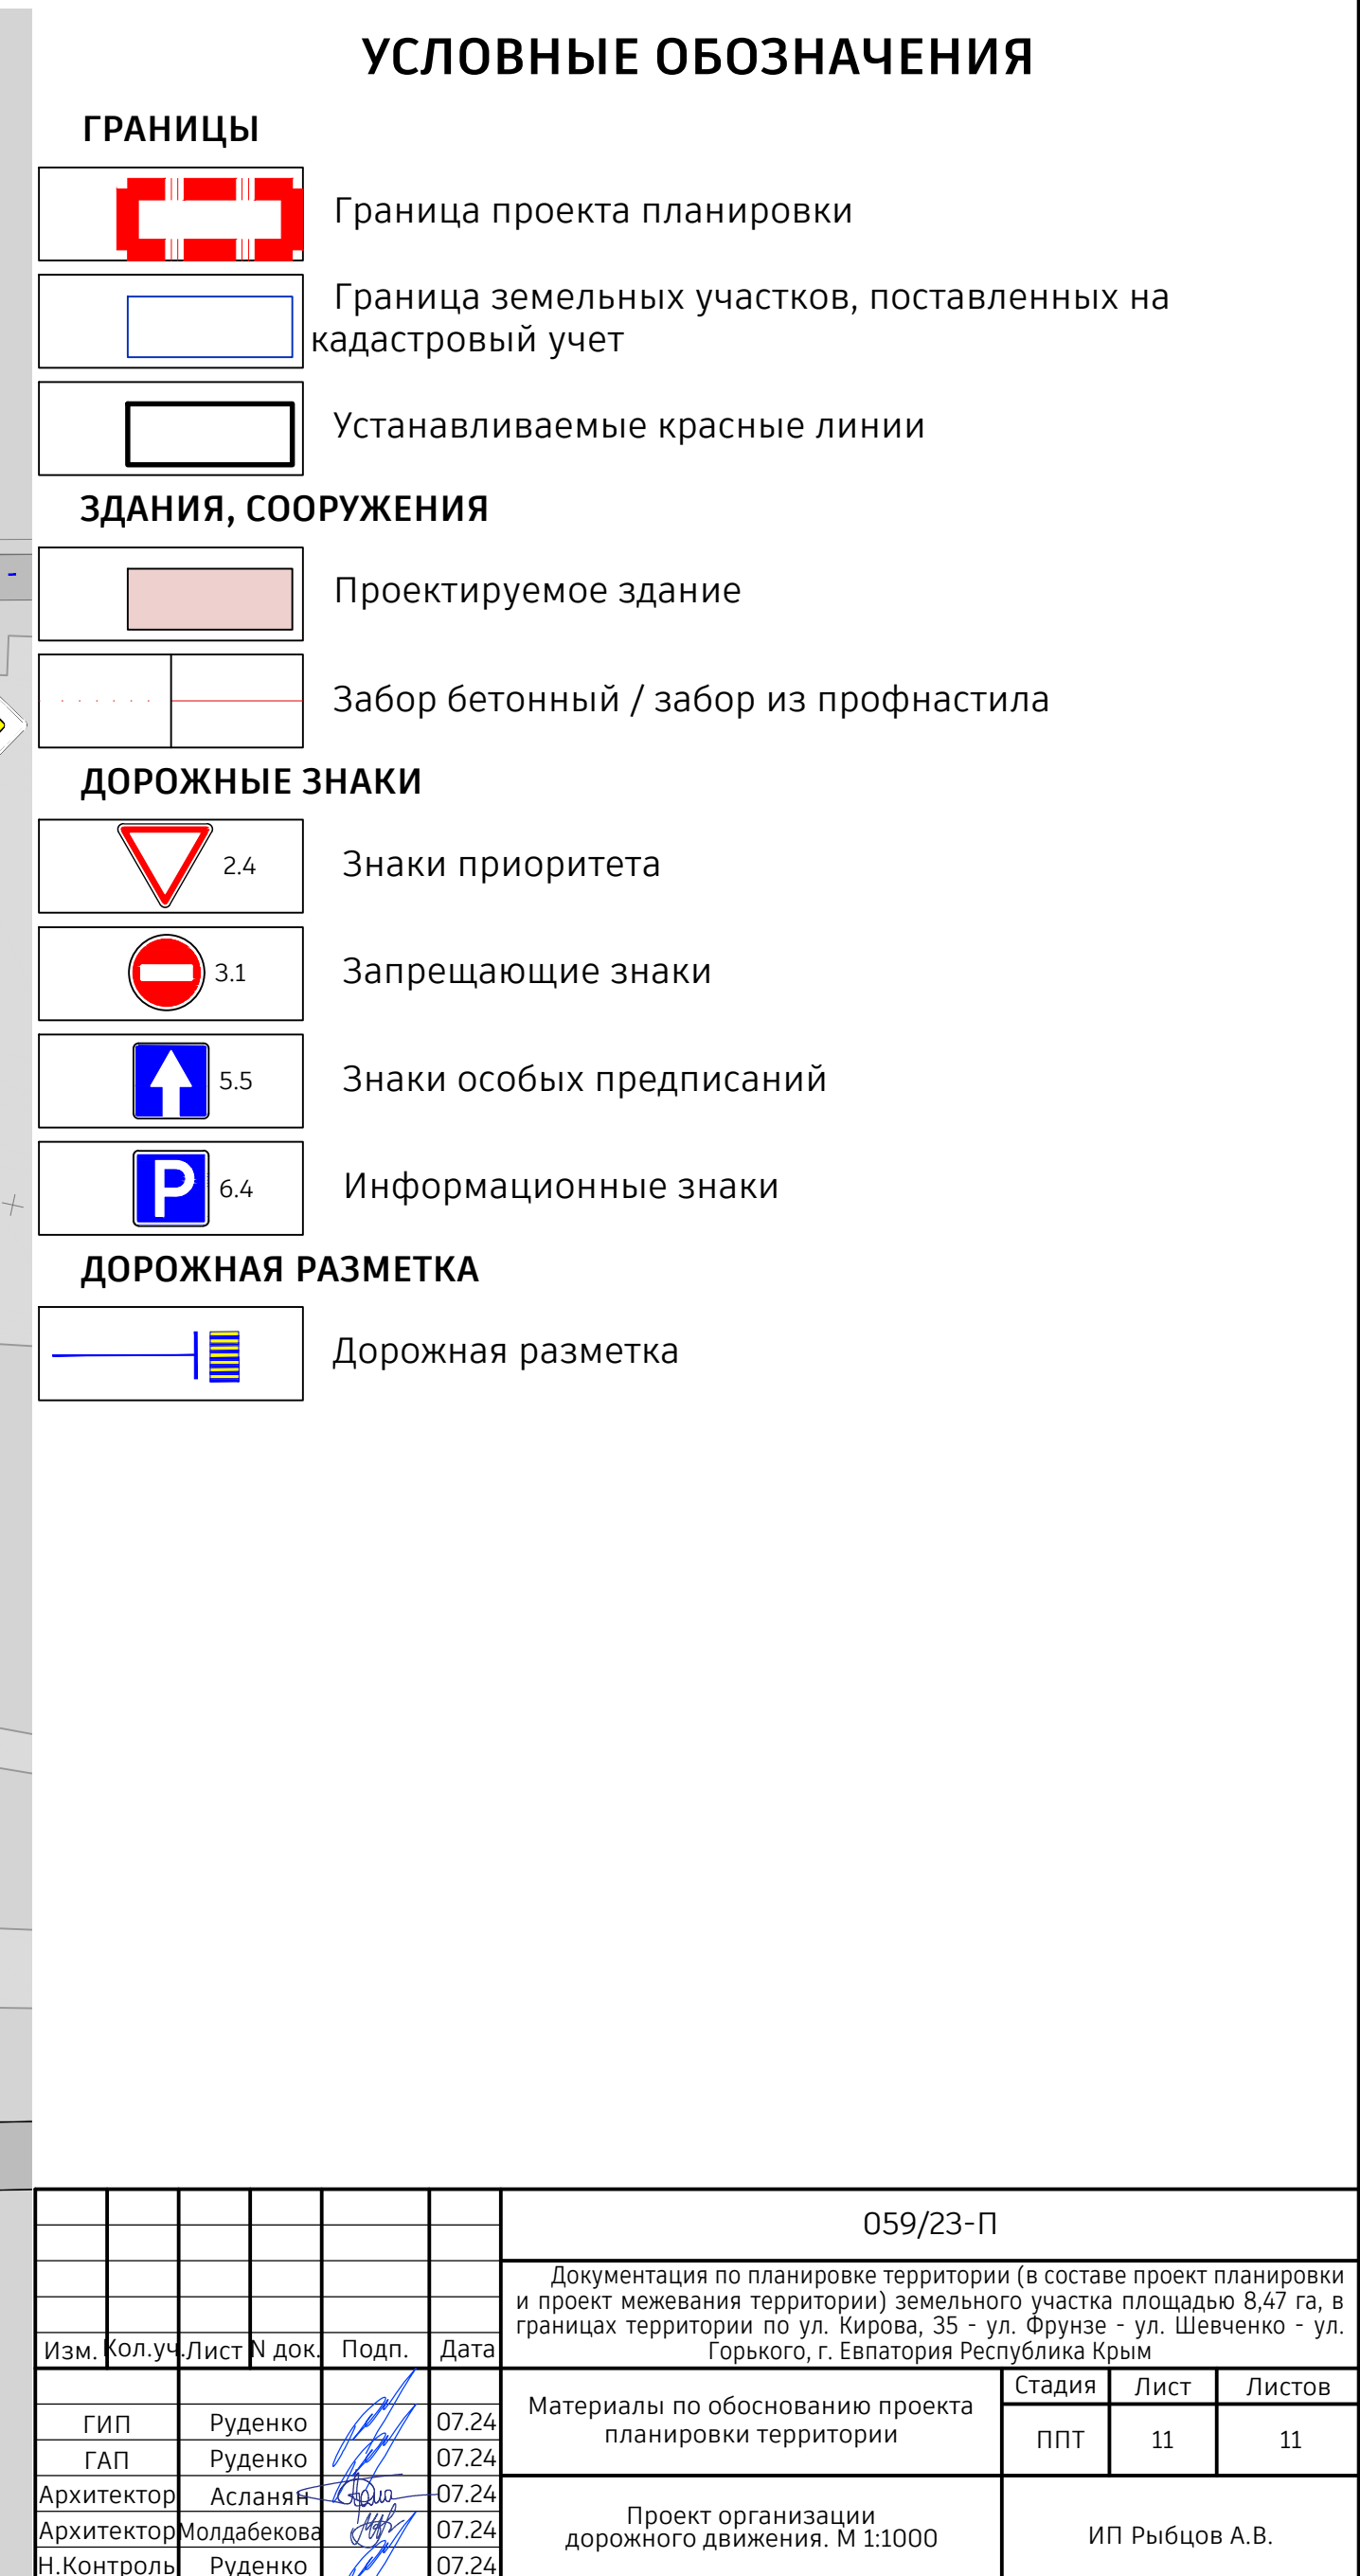 УСЛОВНЫЕ ОБОЗНАЧЕНИЯ
ГРАНИЦЫ
Граница проекта планировки
Граница земельных участков, поставленных на
кадастровый учет
Устанавливаемые красные линии
ЗДАНИЯ, СООРУЖЕНИЯ
Проектируемое здание
Забор бетонный / забор из профнастила
ДОРОЖНЫЕ ЗНАКИ
2.4 Знаки приоритета
3.1 Запрещающие знаки
5.5 Знаки особых предписаний
P 6.4 Информационные знаки
ДОРОЖНАЯ РАЗМЕТКА
Дорожная разметка
059/23-П
Документация по планировке территории (в составе проект планировки
и проект межевания территории) земельного участка площадью 8,47 га, в
границах территории по ул. Кирова, 35 - ул. Фрунзе - ул. Шевченко - ул.
Горького, г. Евпатория Республика Крым
Изм. Кол.уч. Лист N док. Подп. Дата
Материалы по обоснованию проекта
планировки территории
Стадия Лист Листов
ППТ 11 11
ГИП Руденко 07.24
ГАП Руденко 07.24
Архитектор Асланян 07.24
Архитектор Молдабекова 07.24
Н.Контроль Руденко 07.24
Проект организации
дорожного движения. М 1:1000
ИП Рыбцов А.В.